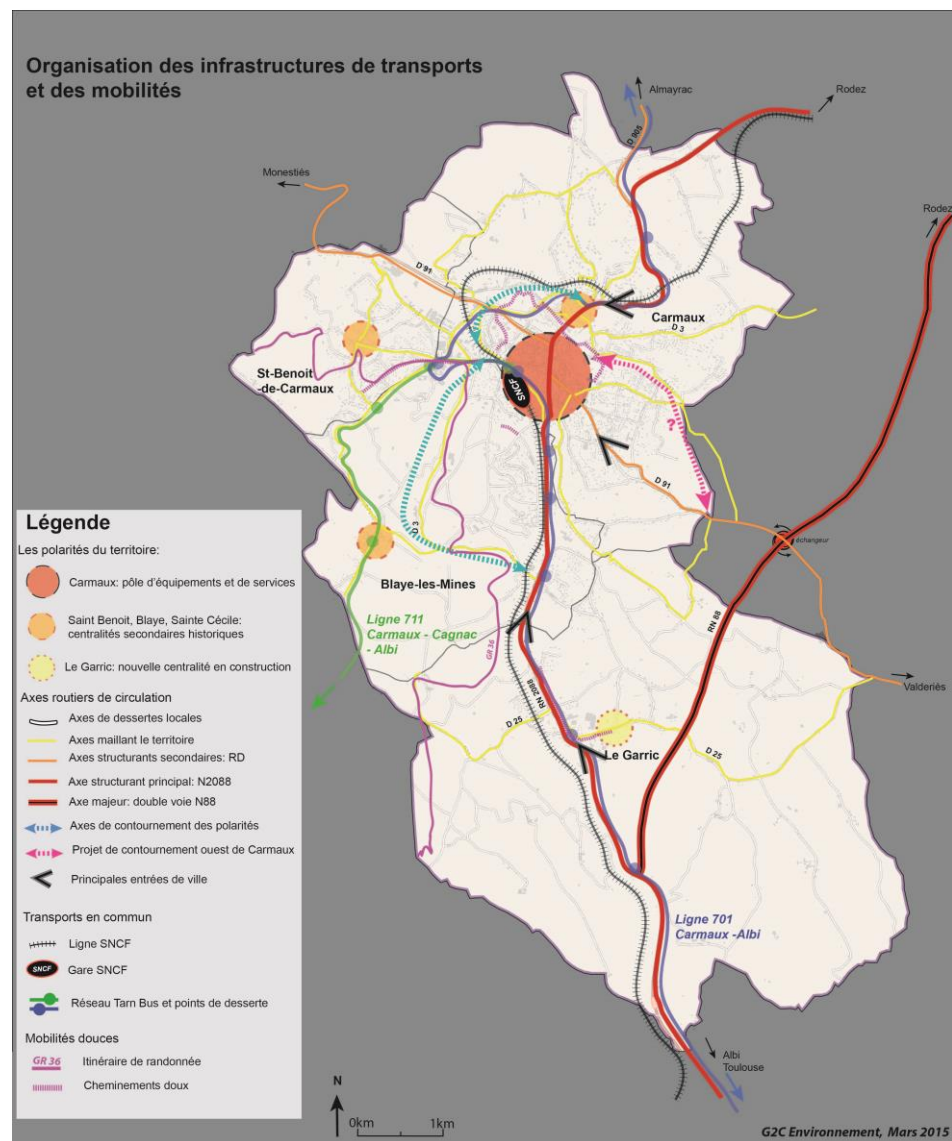 Organisation des infrastructures de transports
et des mobilités
Almayrac
Rodez
D 905
Monestiés
Rodez
D 91
Carmaux
D 3
St-Benoit
-de-Carmaux
SNCF
?
D 91
échangeur
D 3
Blaye-les-Mines
Ligne 711
Carmaux - Cagnac
- Albi
GR 36
RN 88
RN 2088
Valderiès
D 25
Le Garric
D 25
Ligne 701
Carmaux -Albi
Albi
Toulouse
Légende
Les polarités du territoire:
Carmaux: pôle d'équipements et de services
Saint Benoit, Blaye, Sainte Cécile:
centralités secondaires historiques
Le Garric: nouvelle centralité en construction
Axes routiers de circulation
Axes de dessertes locales
Axes maillant le territoire
Axes structurants secondaires: RD
Axe structurant principal: N2088
Axe majeur: double voie N88
Axes de contournement des polarités
Projet de contournement ouest de Carmaux
Principales entrées de ville
Transports en commun
Ligne SNCF
SNCF
Gare SNCF
Réseau Tarn Bus et points de desserte
Mobilités douces
GR 36
Itinéraire de randonnée
Cheminements doux
N
0km 1km
G2C Environnement, Mars 2015